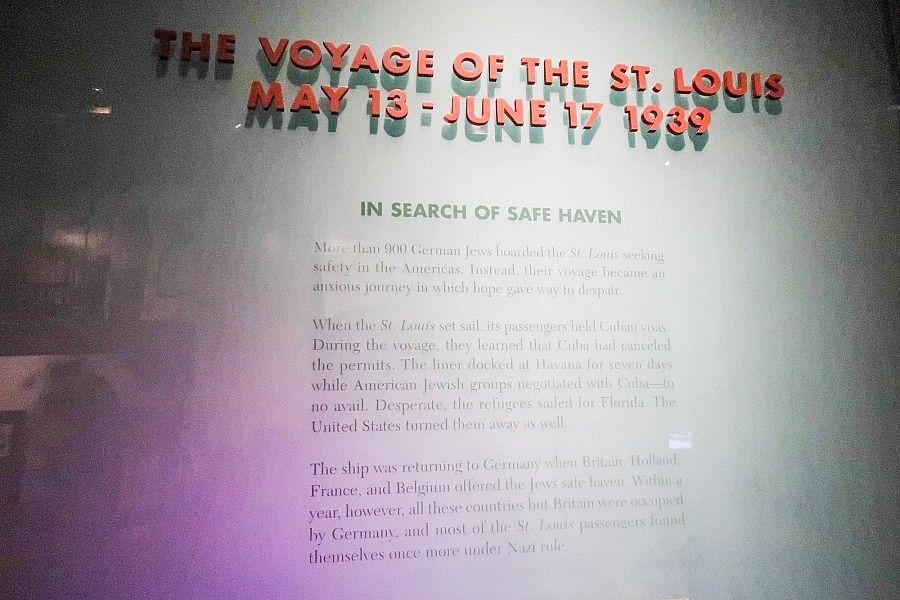 THE VOYAGE OF THE ST. LOUIS
MAY 13 - JUNE 17 1939
IN SEARCH OF SAFE HAVEN
More than 900 German Jews boarded the St. Louis seeking
safety in the Americas. Instead, their voyage became an
anxious journey in which hope gave way to despair.
When the St. Louis set sail, its passengers held Cuban visas.
During the voyage, they learned that Cuba had canceled
the permits. The liner docked at Havana for seven days
while American Jewish groups negotiated with Cuba—to
no avail. Desperate, the refugees sailed for Florida. The
United States turned them away as well.
The ship was returning to Germany when Britain, Holland,
France, and Belgium offered the Jews safe haven. Within a
year, however, all these countries but Britain were occupied
by Germany, and most of the St. Louis passengers found
themselves once more under Nazi rule.